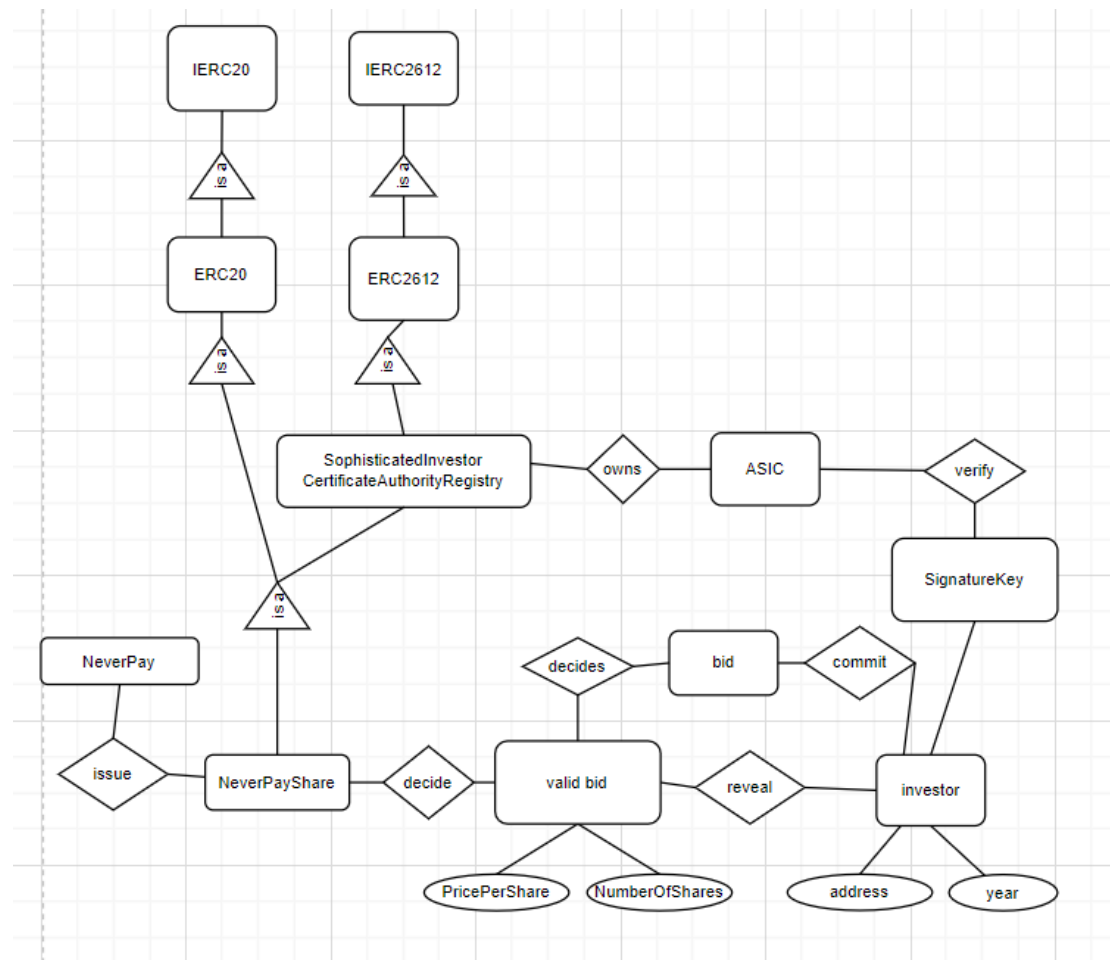 IERC20
IERC2612
is a
is a
ERC20
ERC2612
is a
is a
SophisticatedInvestor
CertificateAuthorityRegistry
owns
ASIC
verify
SignatureKey
is a
NeverPay
decides
bid
commit
issue
NeverPayShare
decide
valid bid
reveal
investor
PricePerShare
NumberOfShares
address
year